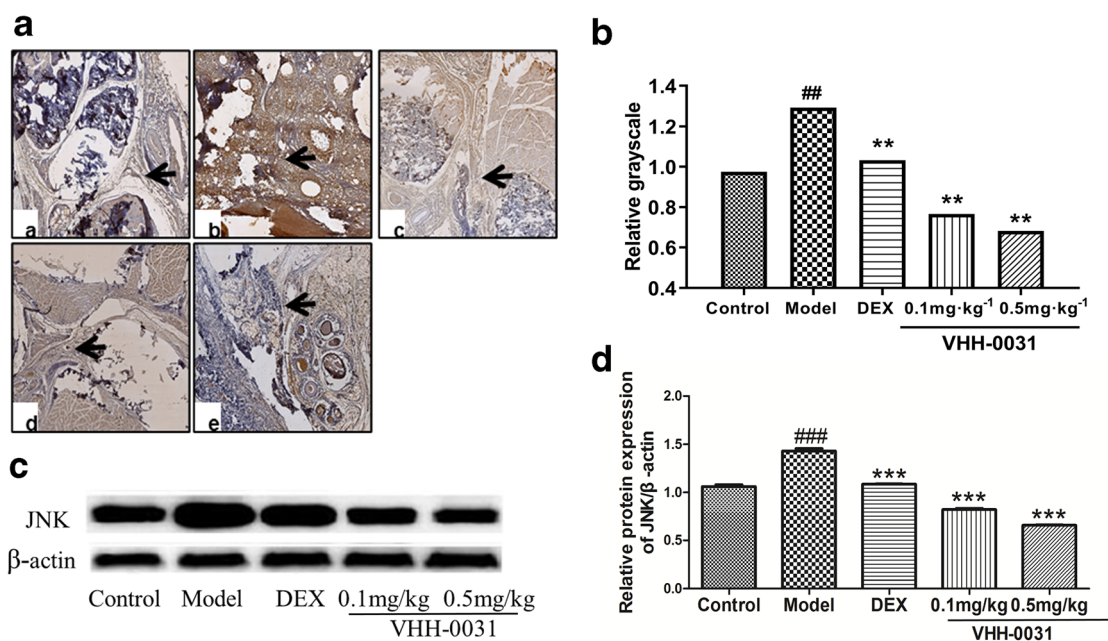 a
a
b
c
d
e
b
Relative grayscale
1.4
1.2
1.0
0.8
0.6
0.4
##
**
**
**
Control Model DEX 0.1mg·kg-1 0.5mg·kg-1
VHH-0031
c
JNK
β-actin
Control Model DEX 0.1mg/kg 0.5mg/kg
VHH-0031
d
Relative protein expression
of JNK/β -actin
2.0
1.5
1.0
0.5
0.0
###
***
***
***
Control Model DEX 0.1mg/kg 0.5mg/kg
VHH-0031